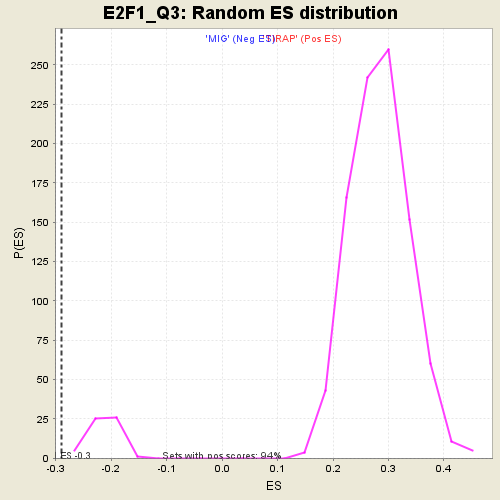 E2F1_Q3: Random ES distribution
'MIG' (Neg ES) 'TRAP' (Pos ES)
250
225
200
175
150
125
100
75
50
25
0
P(ES)
ES -0.3
Sets with pos scores: 94%
-0.3 -0.2 -0.1 0.0 0.1 0.2 0.3 0.4
ES